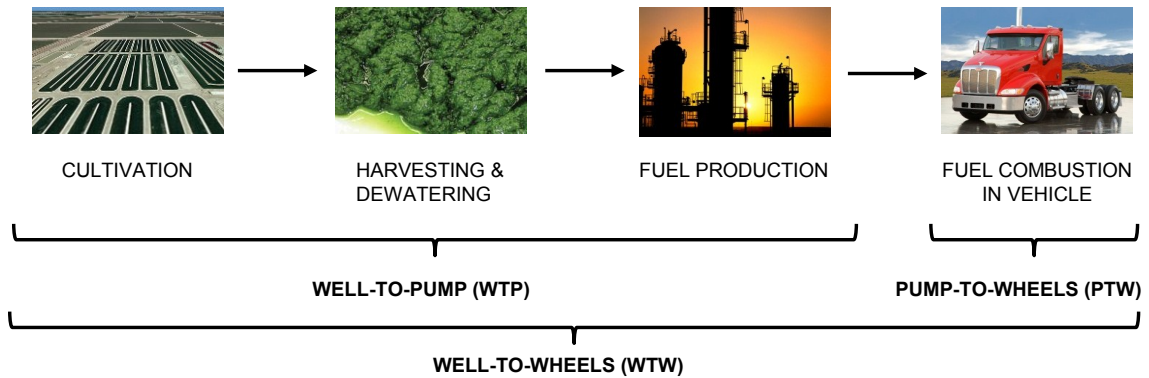 CULTIVATION
HARVESTING &
DEWATERING
FUEL PRODUCTION
FUEL COMBUSTION
IN VEHICLE
WELL-TO-PUMP (WTP)
PUMP-TO-WHEELS (PTW)
WELL-TO-WHEELS (WTW)